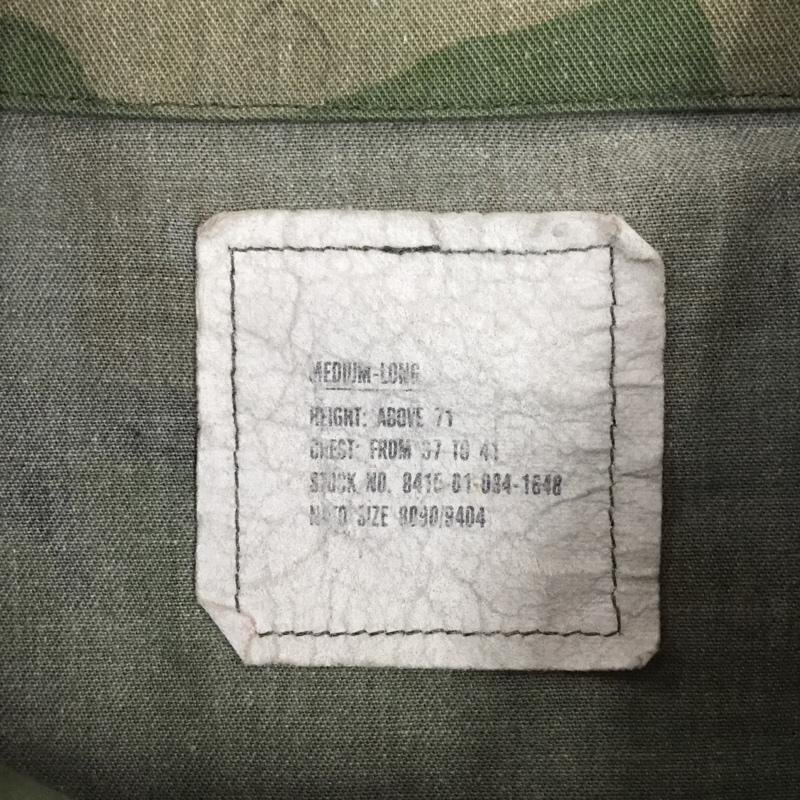 MEDIUM-LONG
HEIGHT: ABOVE 71
CHEST: FROM 37 TO 41
STOCK NO. 8415-01-084-1648
NATO SIZE 8090/9404